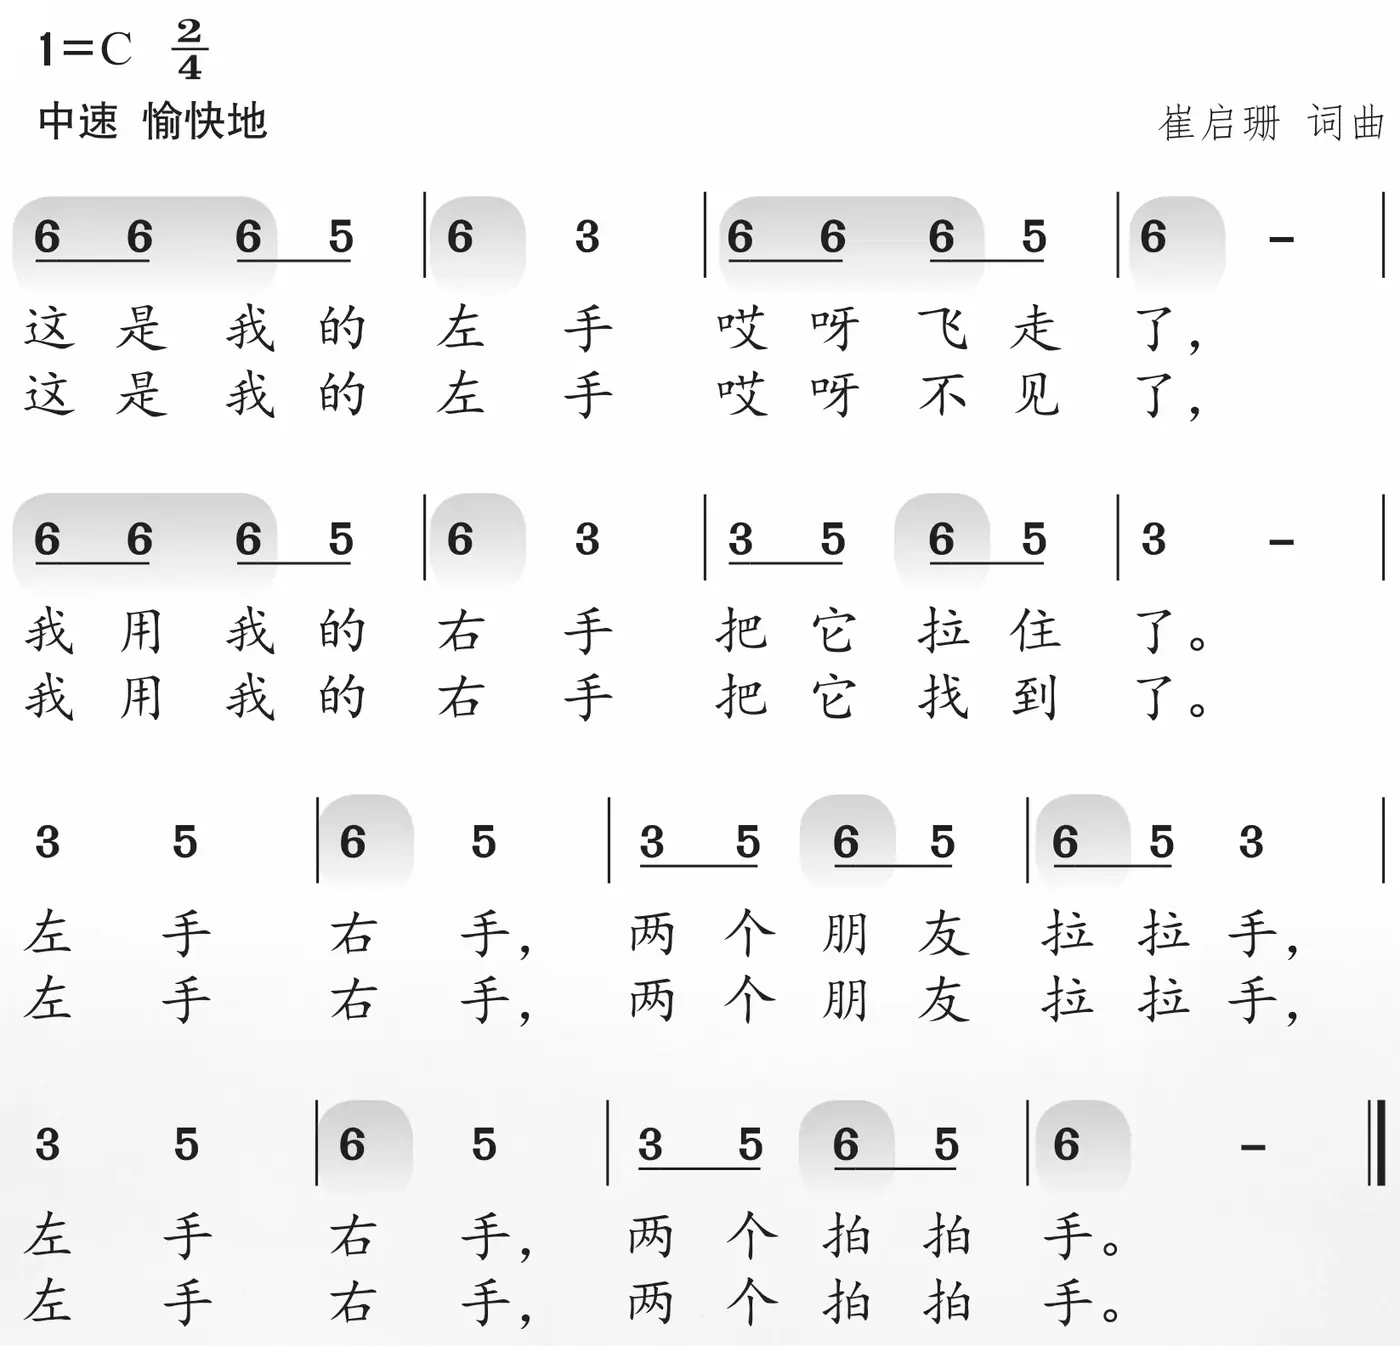 1=C 2/4
中速 愉快地
崔启珊 词曲
6 6 6 5 | 6 3 | 6 6 6 5 | 6 - |
这是我的左手哎呀飞走了，
这是我的左手哎呀不见了，
6 6 6 5 | 6 3 | 3 5 6 5 | 3 - |
我用我的右手把它拉住了。
我用我的右手把它找到了。
3 5 | 6 5 | 3 5 6 5 | 6 5 3 |
左手右手，两个朋友拉拉手，
左手右手，两个朋友拉拉手，
3 5 | 6 5 | 3 5 6 5 | 6 - ‖
左手右手，两个拍拍手。
左手右手，两个拍拍手。